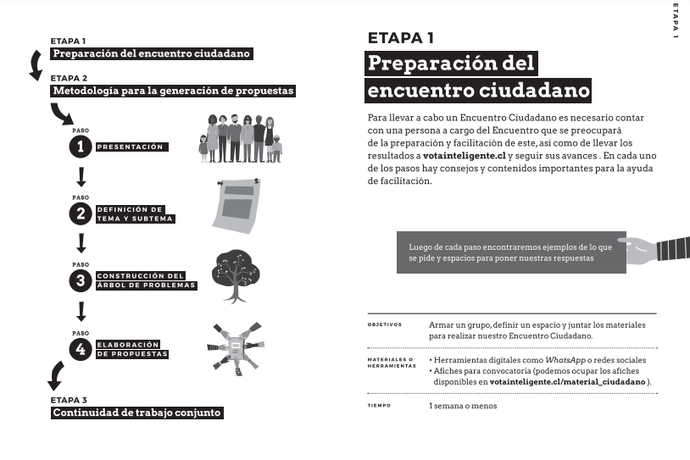 ETAPA 1
Preparación del encuentro ciudadano
ETAPA 2
Metodología para la generación de propuestas
PASO
1
PRESENTACIÓN
PASO
2
DEFINICIÓN DE
TEMA Y SUBTEMA
PASO
3
CONSTRUCCIÓN DEL
ÁRBOL DE PROBLEMAS
PASO
4
ELABORACIÓN
DE PROPUESTAS
ETAPA 3
Continuidad de trabajo conjunto
ETAPA 1
ETAPA 1
Preparación del
encuentro ciudadano
Para llevar a cabo un Encuentro Ciudadano es necesario contar
con una persona a cargo del Encuentro que se preocupará
de la preparación y facilitación de este, así como de llevar los
resultados a votainteligente.cl y seguir sus avances . En cada uno
de los pasos hay consejos y contenidos importantes para la ayuda
de facilitación.
Luego de cada paso encontraremos ejemplos de lo que
se pide y espacios para poner nuestras respuestas
OBJETIVOS
Armar un grupo, definir un espacio y juntar los materiales
para realizar nuestro Encuentro Ciudadano.
MATERIALES O
HERRAMIENTAS
• Herramientas digitales como WhatsApp o redes sociales
• Afiches para convocatoria (podemos ocupar los afiches
disponibles en votainteligente.cl/material_ciudadano ).
TIEMPO
1 semana o menos